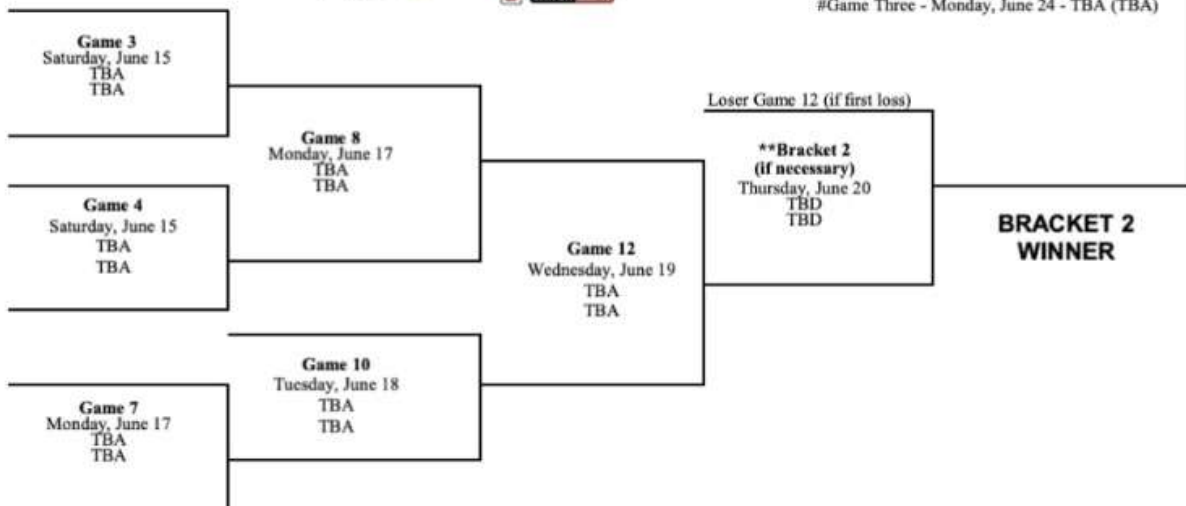 #Game Three - Monday, June 24 - TBA (TBA)
Game 3
Saturday, June 15
TBA
TBA
Game 8
Monday, June 17
TBA
TBA
Game 4
Saturday, June 15
TBA
TBA
Game 12
Wednesday, June 19
TBA
TBA
Loser Game 12 (if first loss)
**Bracket 2
(if necessary)
Thursday, June 20
TBD
TBD
BRACKET 2
WINNER
Game 10
Tuesday, June 18
TBA
TBA
Game 7
Monday, June 17
TBA
TBA